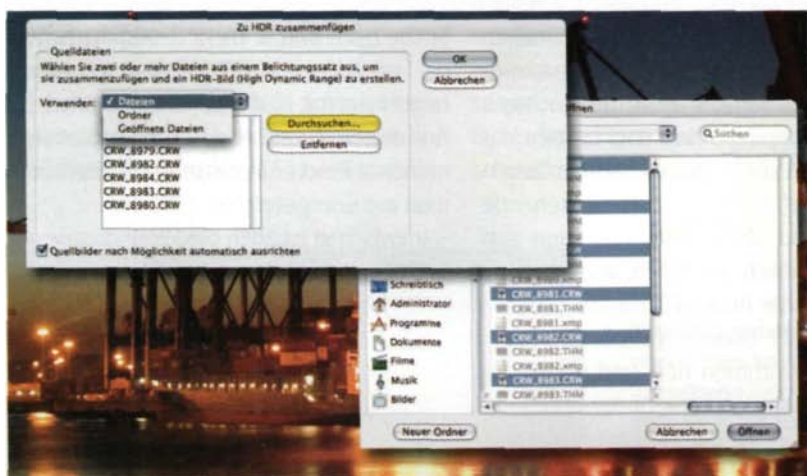 Zu HDR zusammenfügen
Quelldateien
Wählen Sie zwei oder mehr Dateien aus einem Belichtungssatz aus, um
sie zusammenzufügen und ein HDR-Bild (High Dynamic Range) zu erstellen.
OK
Abbrechen
Verwenden: ✓ Dateien
Ordner
Geöffnete Dateien
Durchsuchen...
Entfernen
CRW_8979.CRW
CRW_8982.CRW
CRW_8984.CRW
CRW_8983.CRW
CRW_8980.CRW
Quellbilder nach Möglichkeit automatisch ausrichten
Suchen
Schreibtisch
Administrator
Programme
Dokumente
Filme
Musik
Bilder
CRW_8980.xmp
CRW_8981.CRW
CRW_8981.THM
CRW_8981.xmp
CRW_8982.CRW
CRW_8982.THM
CRW_8982.xmp
CRW_8983.CRW
CRW_8983.THM
Neuer Ordner
Abbrechen
Öffnen